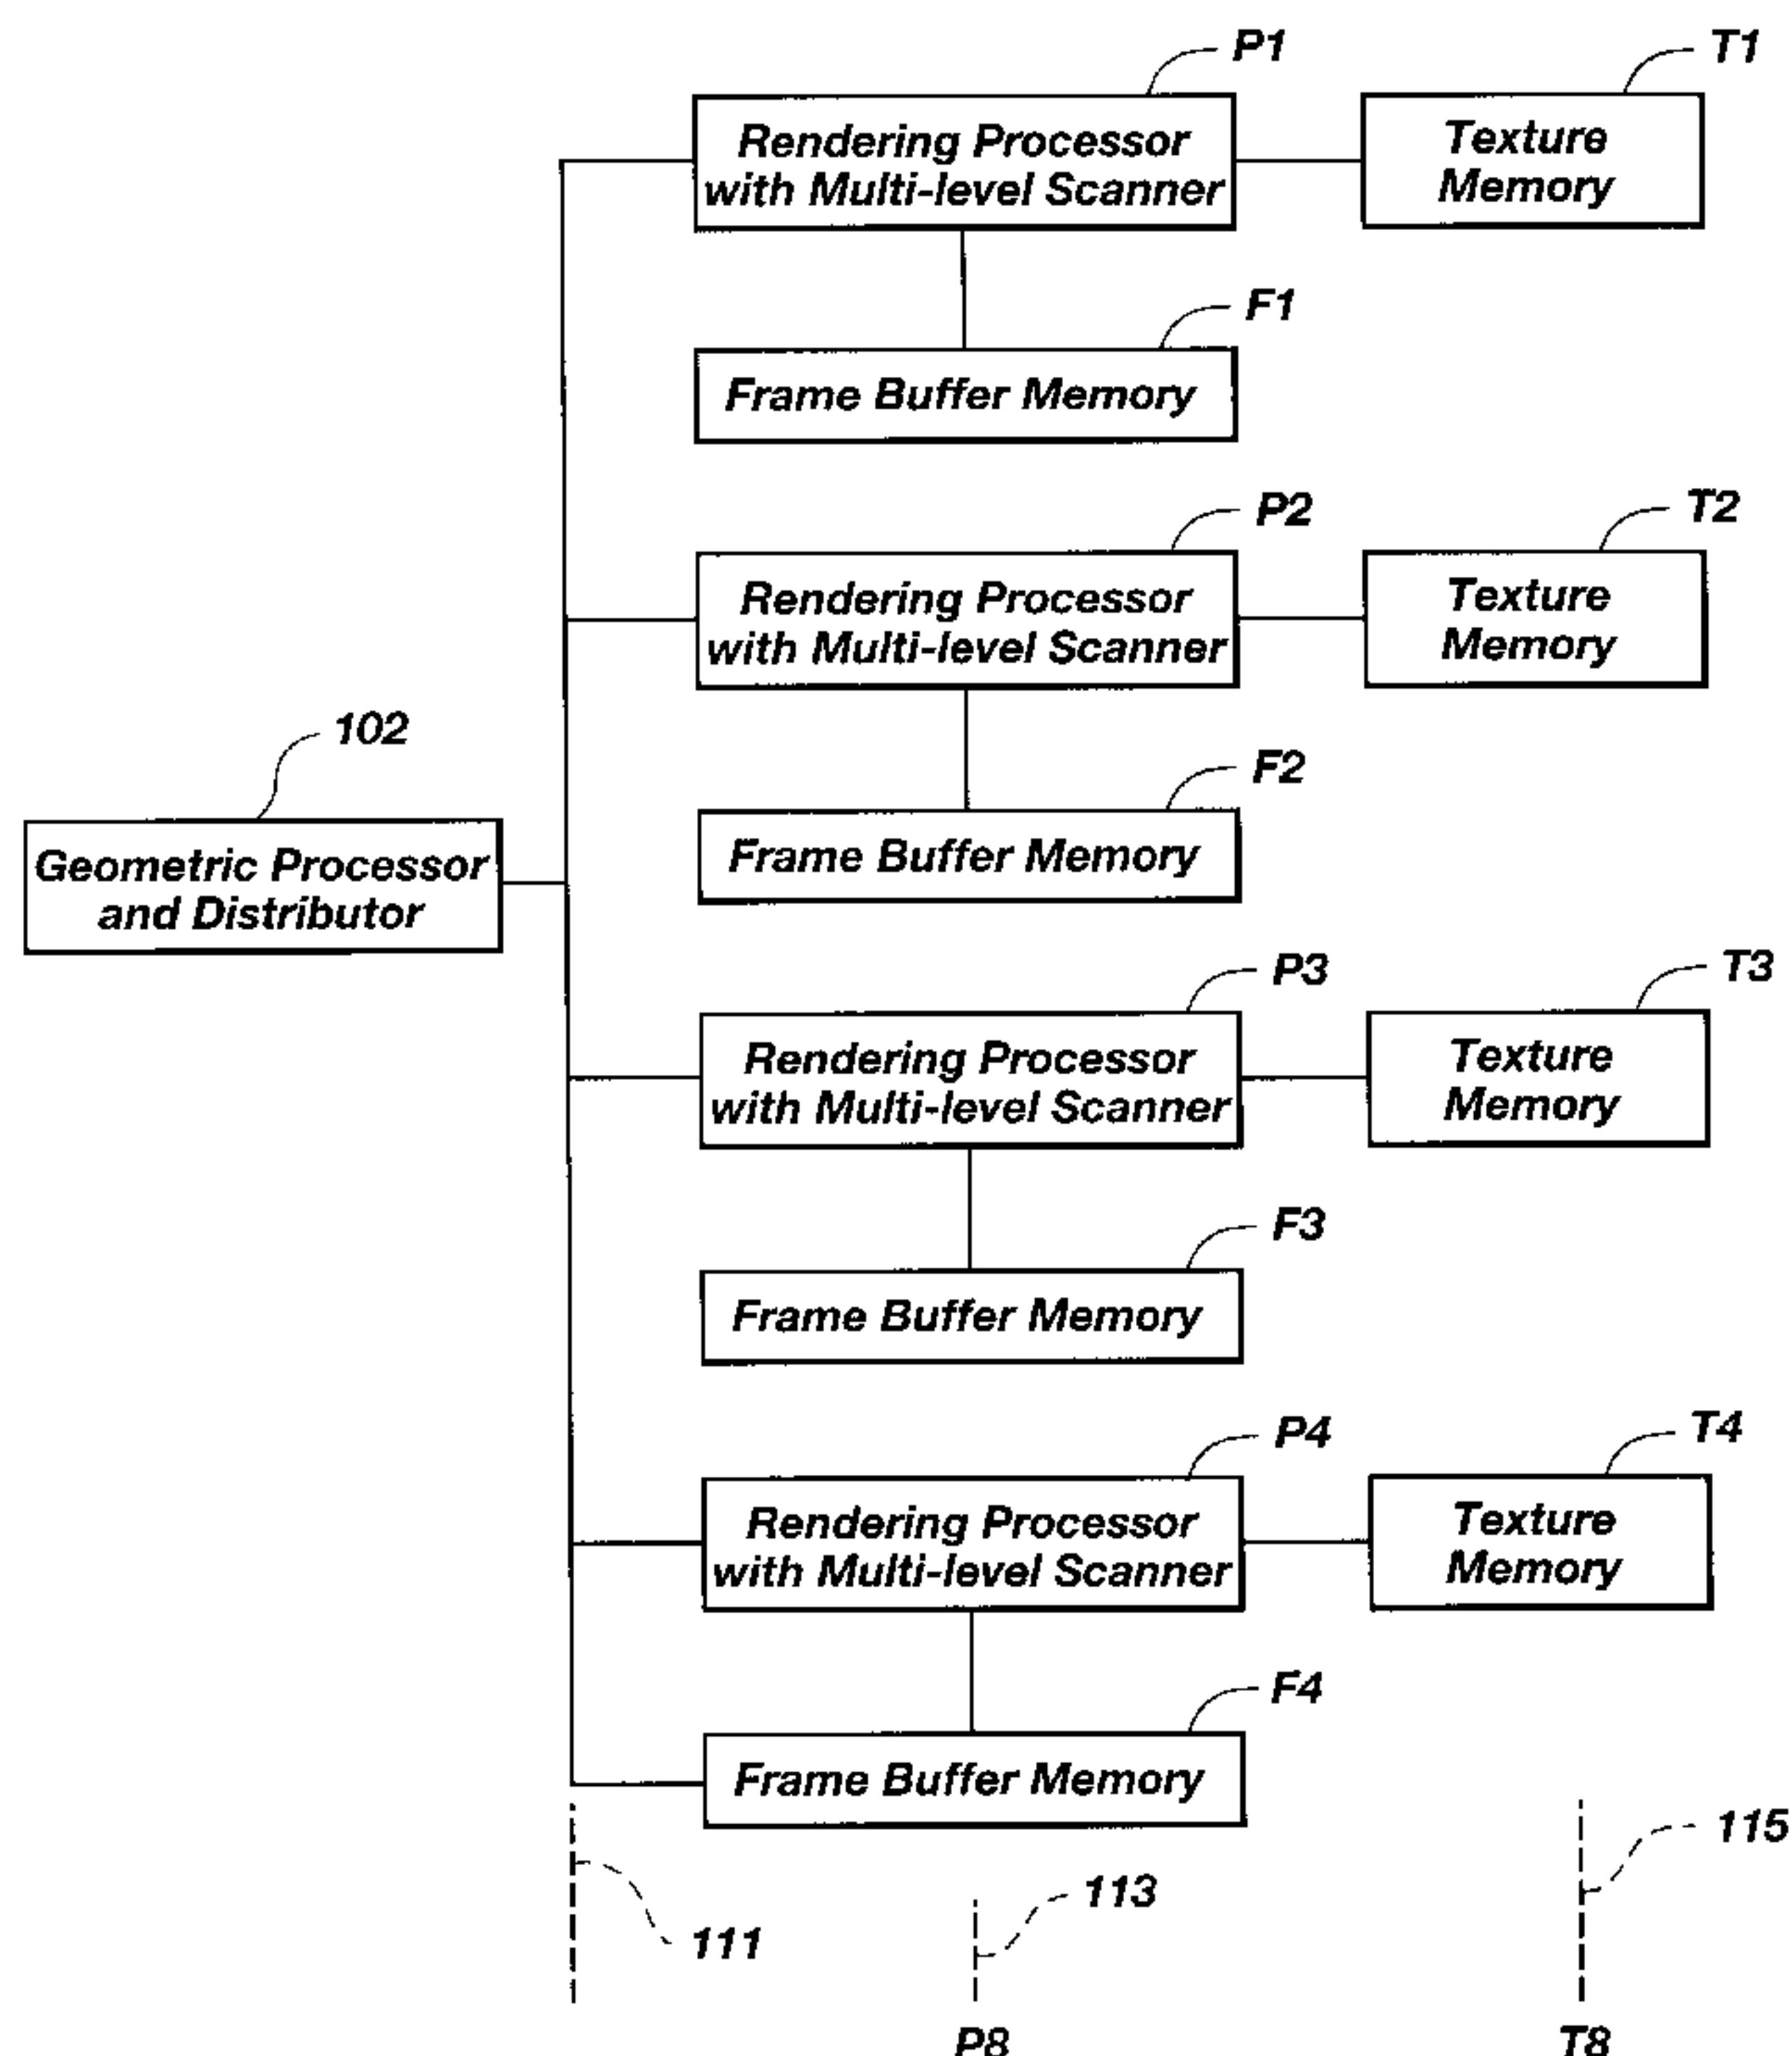 P1
T1
Rendering Processor
with Multi-level Scanner
Texture
Memory
F1
Frame Buffer Memory
P2
T2
Rendering Processor
with Multi-level Scanner
Texture
Memory
102
F2
Geometric Processor
and Distributor
Frame Buffer Memory
P3
T3
Rendering Processor
with Multi-level Scanner
Texture
Memory
F3
Frame Buffer Memory
P4
T4
Rendering Processor
with Multi-level Scanner
Texture
Memory
F4
Frame Buffer Memory
115
113
111
P8
T8